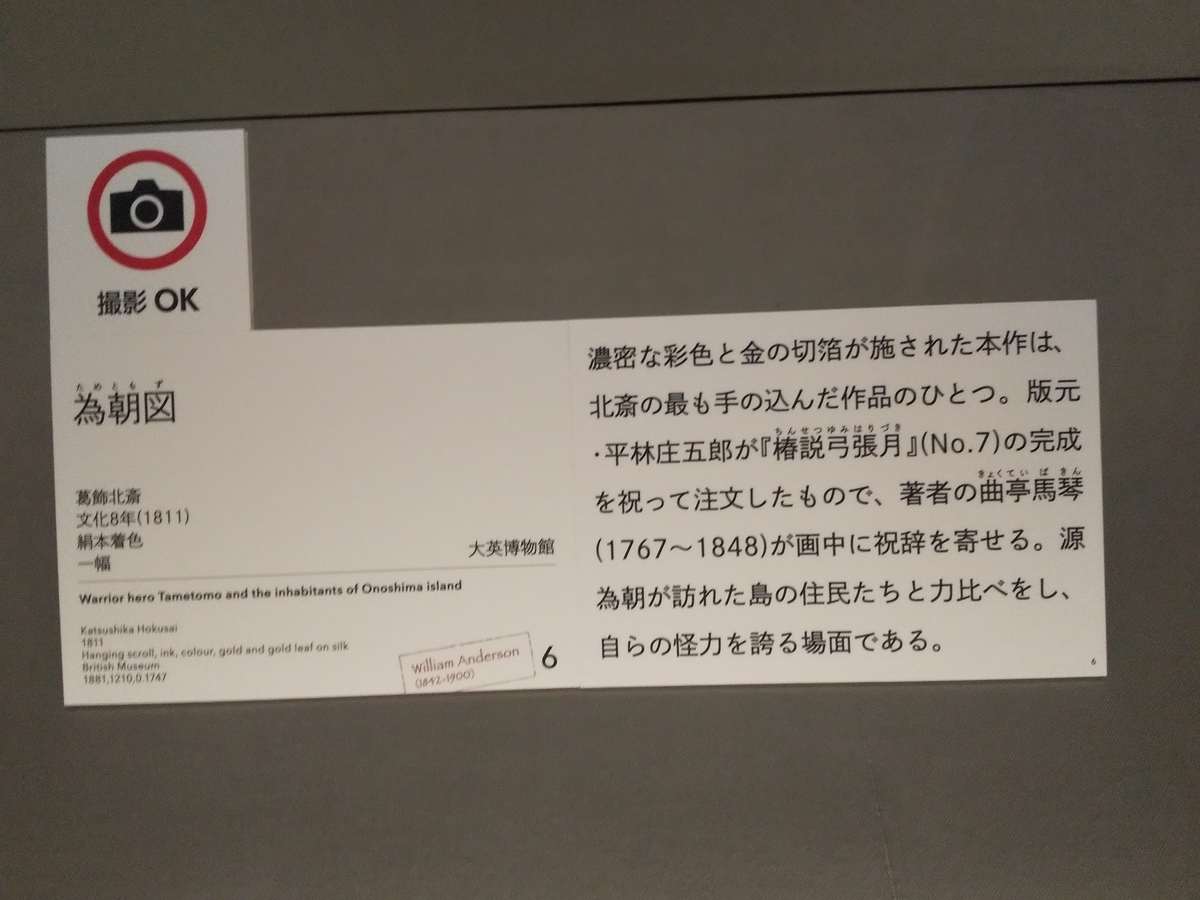 撮影 OK
ためともず
為朝図
葛飾北斎
文化8年(1811)
絹本着色
一幅
大英博物館
Warrior hero Tametomo and the inhabitants of Onoshima island
Katsushika Hokusai
1811
Hanging scroll, ink, colour, gold and gold leaf on silk
British Museum
1881,1210,0.1747
William Anderson
(1842-1900)
6
濃密な彩色と金の切箔が施された本作は、
北斎の最も手の込んだ作品のひとつ。版元
・平林庄五郎が『椿説弓張月』(No.7)の完成
ちんせつゆみはりづき
を祝って注文したもので、著者の曲亭馬琴
きょくていばきん
(1767〜1848)が画中に祝辞を寄せる。源
為朝が訪れた島の住民たちと力比べをし、
自らの怪力を誇る場面である。
6